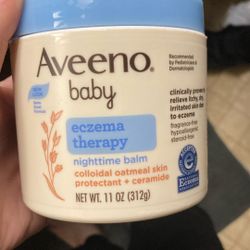 Aveeno®
baby
eczema
therapy
nighttime balm
colloidal oatmeal skin
protectant + ceramide
NET WT. 11 OZ (312g)
Recommended
by Pediatricians &
Dermatologists
clinically proven
relieve itchy, dry
irritated skin due
to eczema
fragrance-free
hypoallergenic
steroid-free
Eczema